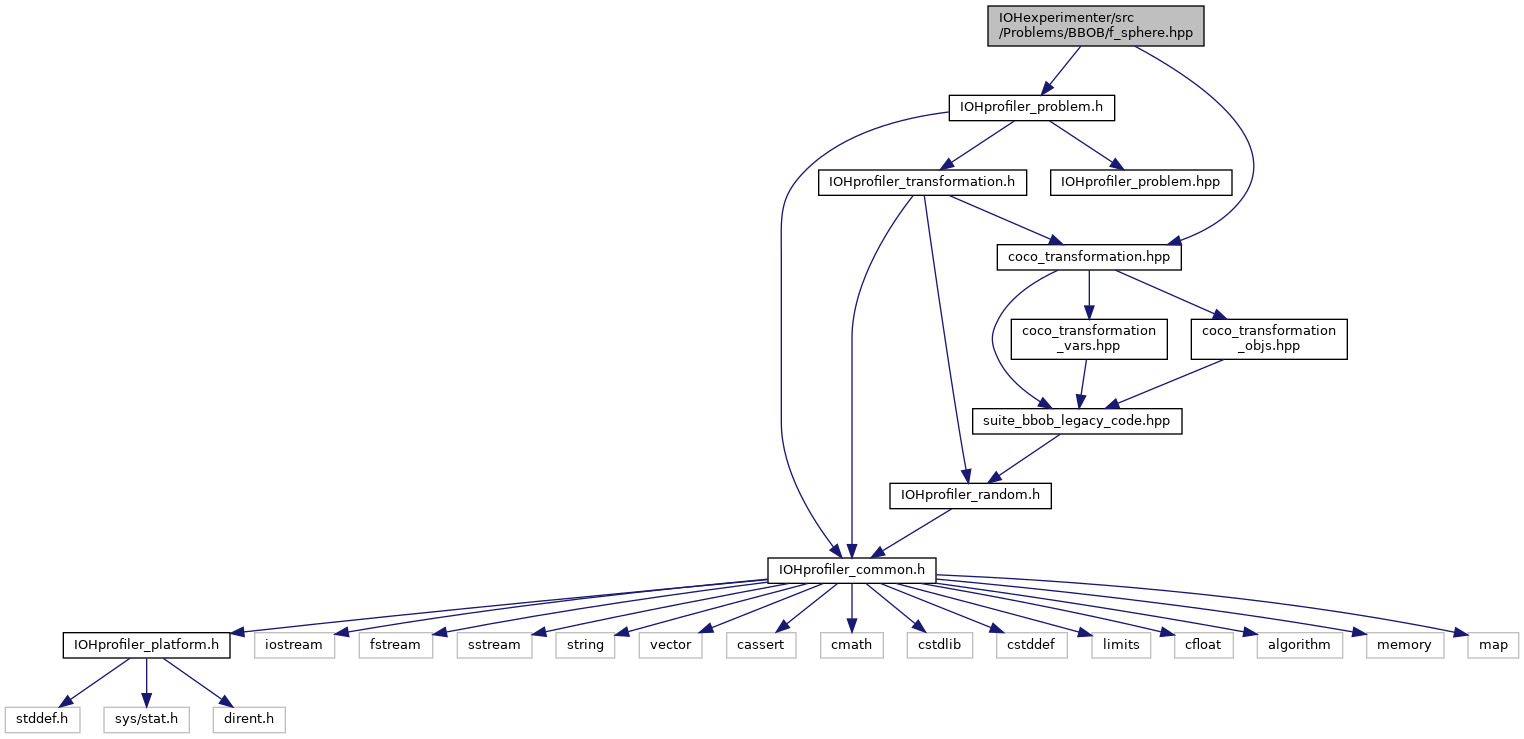 IOHexperimenter/src
/Problems/BBOB/f_sphere.hpp
IOHprofiler_problem.h
IOHprofiler_transformation.h
IOHprofiler_problem.hpp
coco_transformation.hpp
coco_transformation
_vars.hpp
coco_transformation
_objs.hpp
suite_bbob_legacy_code.hpp
IOHprofiler_random.h
IOHprofiler_common.h
IOHprofiler_platform.h
iostream
fstream
sstream
string
vector
cassert
cmath
cstdlib
cstddef
limits
cfloat
algorithm
memory
map
stddef.h
sys/stat.h
dirent.h